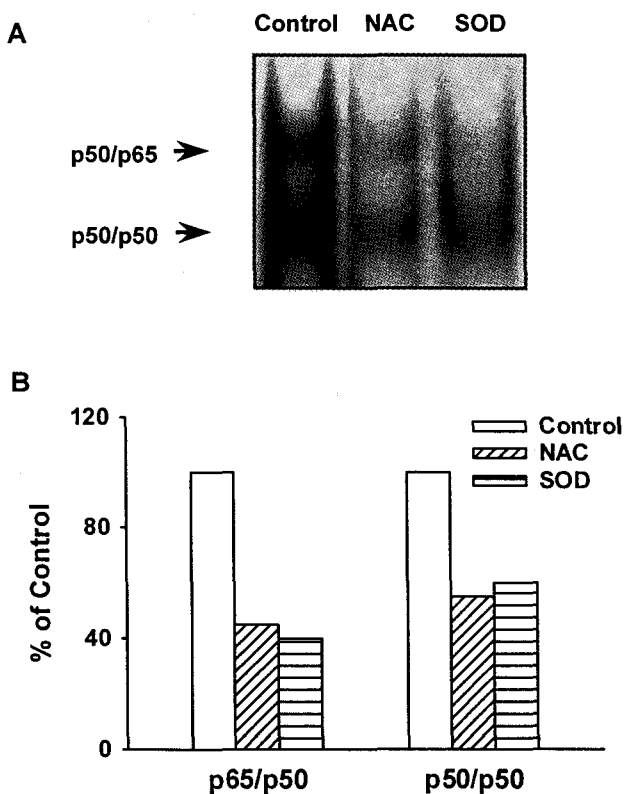 A
Control NAC SOD
p50/p65
p50/p50
B
120
80
40
0
% of Control
Control
NAC
SOD
p65/p50
p50/p50